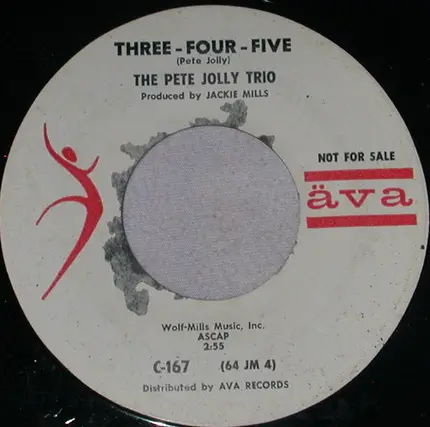 THREE-FOUR-FIVE
(Pete Jolly)
THE PETE JOLLY TRIO
Produced by JACKIE MILLS
NOT FOR SALE
äva
Wolf-Mills Music, Inc.
ASCAP
2:55
C-167 (64 JM 4)
Distributed by AVA RECORDS